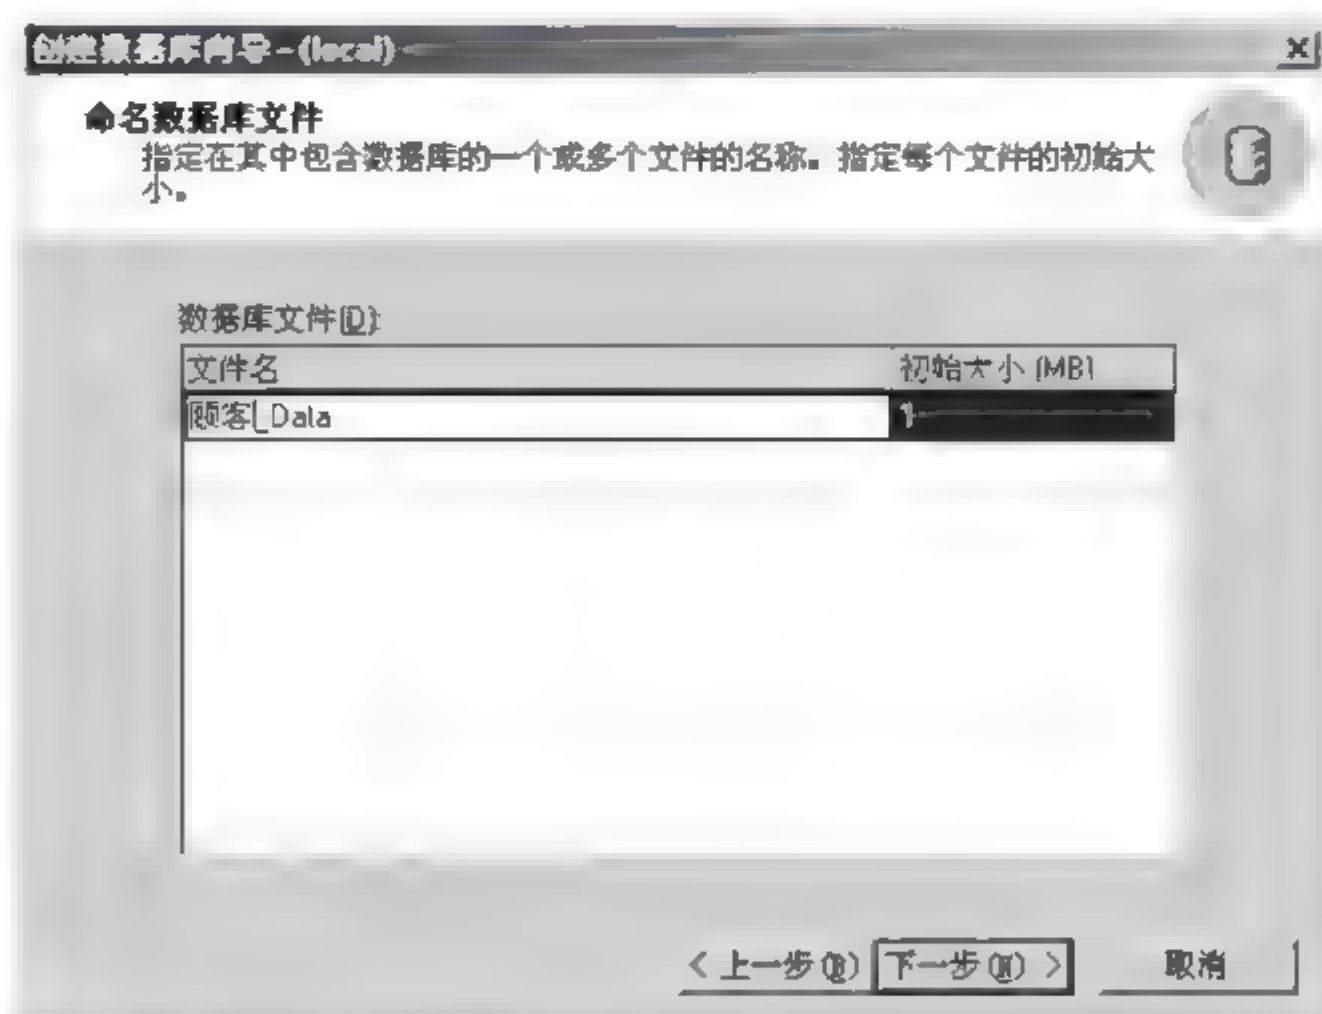 创建数据库向导 - (local)
命名数据库文件
指定在其中包含数据库的一个或多个文件的名称。指定每个文件的初始大
小。
数据库文件(D):
文件名 初始大小 (MB)
顾客_Data 1
< 上一步(B) 下一步(N) > 取消